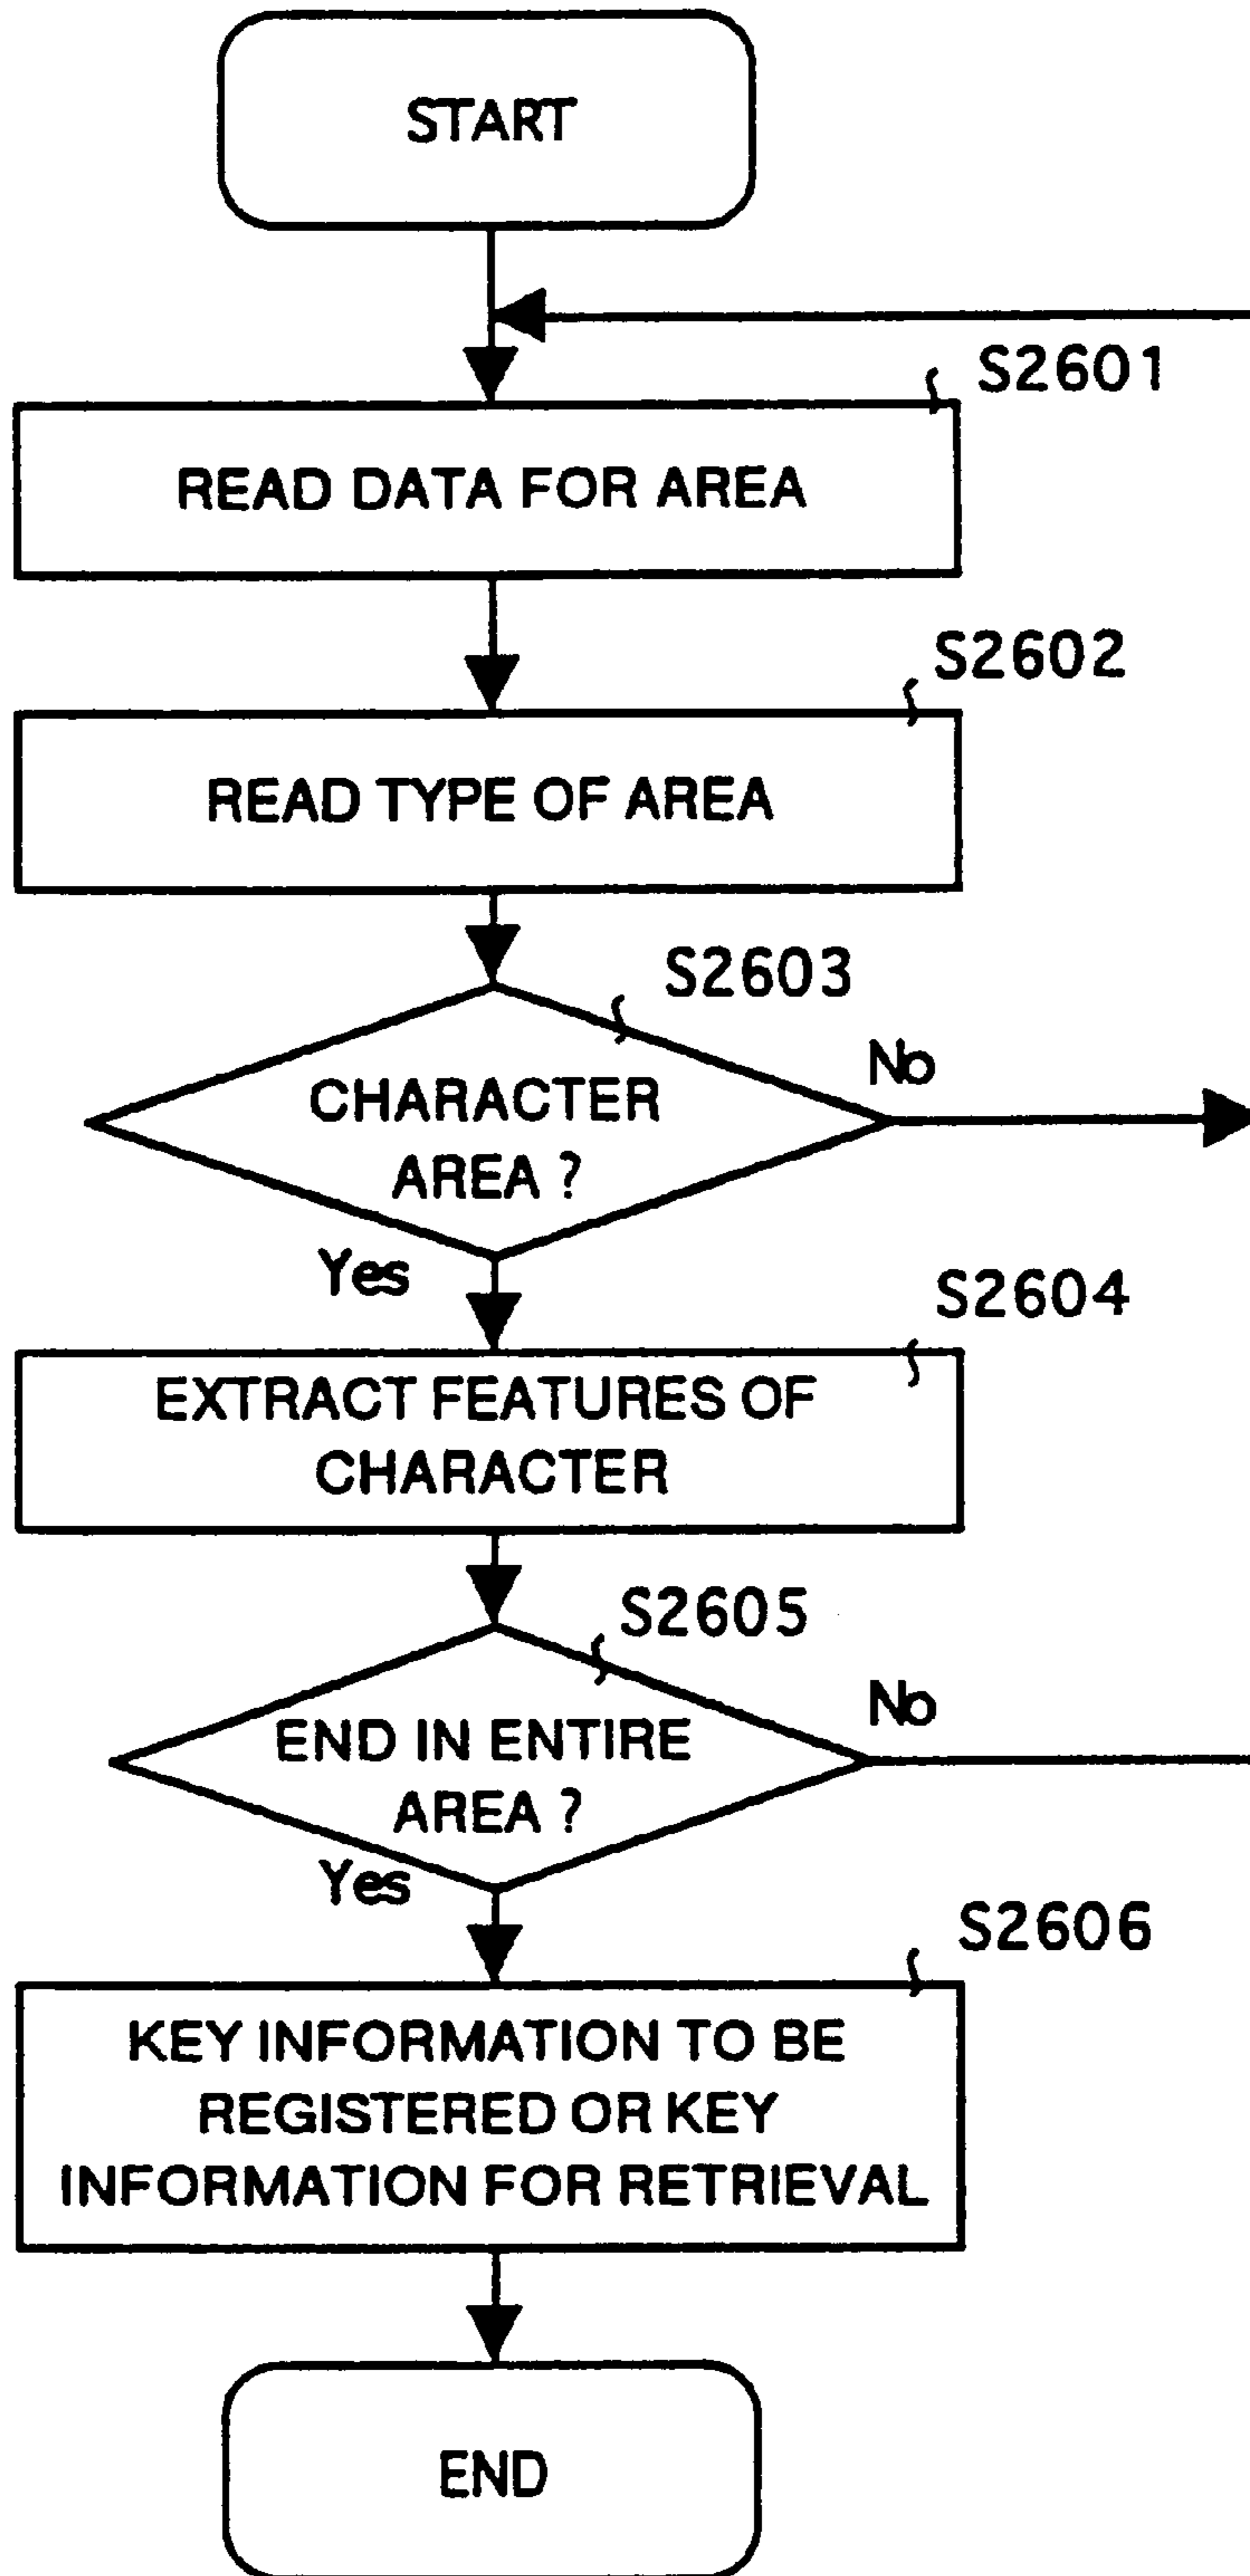 START
S2601
READ DATA FOR AREA
S2602
READ TYPE OF AREA
S2603
No
CHARACTER
AREA ?
Yes
S2604
EXTRACT FEATURES OF
CHARACTER
S2605
No
END IN ENTIRE
AREA ?
Yes
S2606
KEY INFORMATION TO BE
REGISTERED OR KEY
INFORMATION FOR RETRIEVAL
END